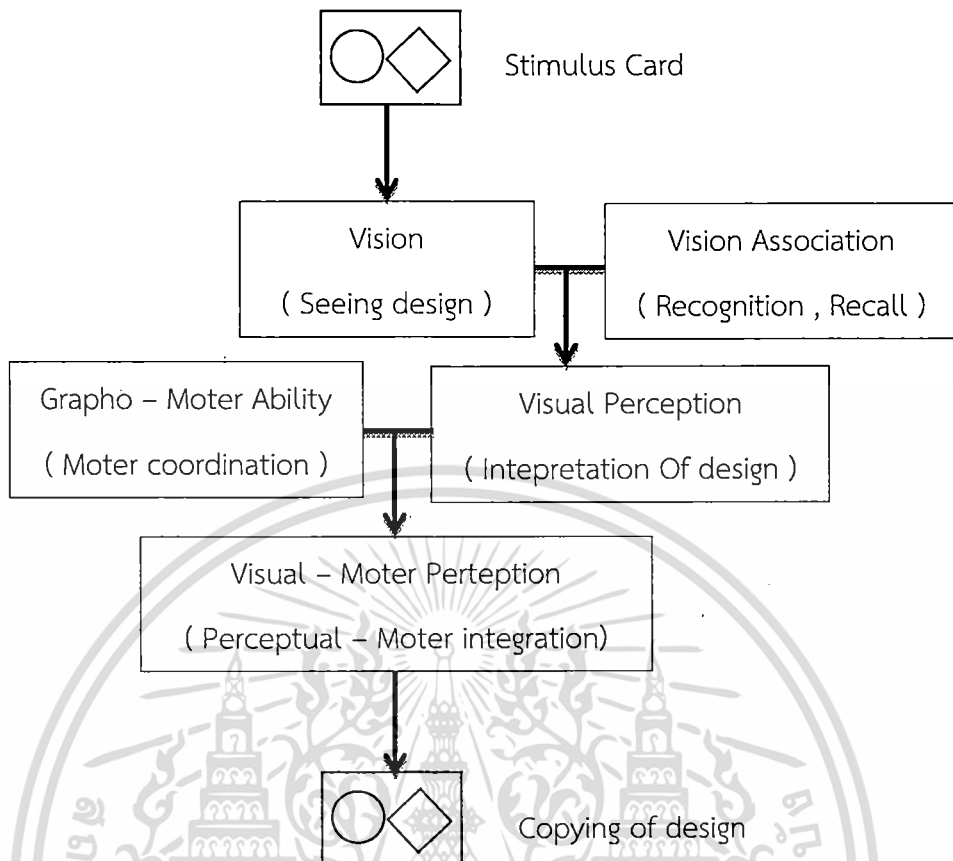 Stimulus Card
Vision
( Seeing design )
Vision Association
( Recognition , Recall )
Grapho – Moter Ability
( Moter coordination )
Visual Perception
( Intepretation Of design )
Visual – Moter Perteption
( Perceptual – Moter integration)
Copying of design